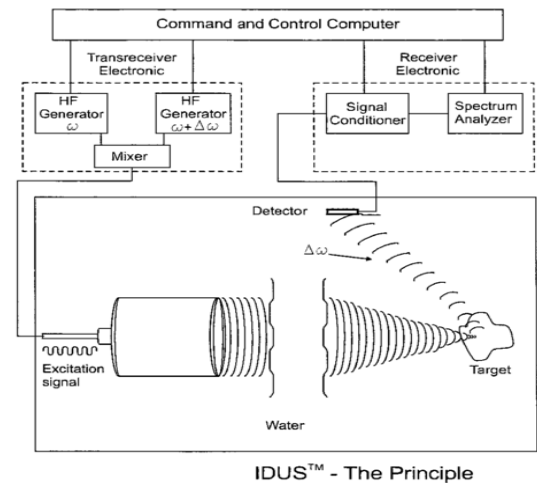 Command and Control Computer
Transreceiver
Electronic
Receiver
Electronic
HF
Generator
ω
HF
Generator
ω+Δω
Mixer
Signal
Conditioner
Spectrum
Analyzer
Detector
Δω
Excitation
signal
Target
Water
IDUS™ - The Principle